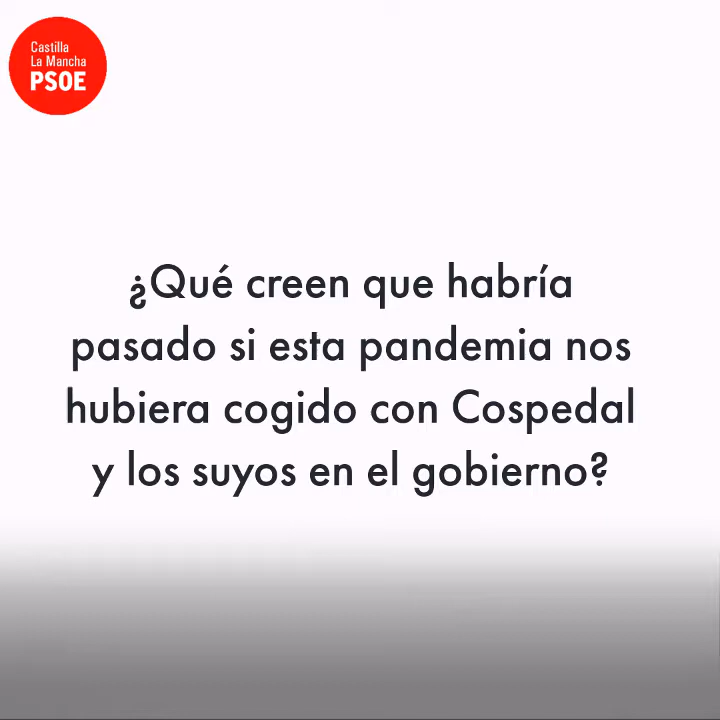 Castilla
La Mancha
PSOE
¿Qué creen que habría
pasado si esta pandemia nos
hubiera cogido con Cospedal
y los suyos en el gobierno?